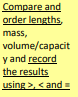 Compare and
order lengths,
mass,
volume/capacit
y and record
the results
using >, < and =